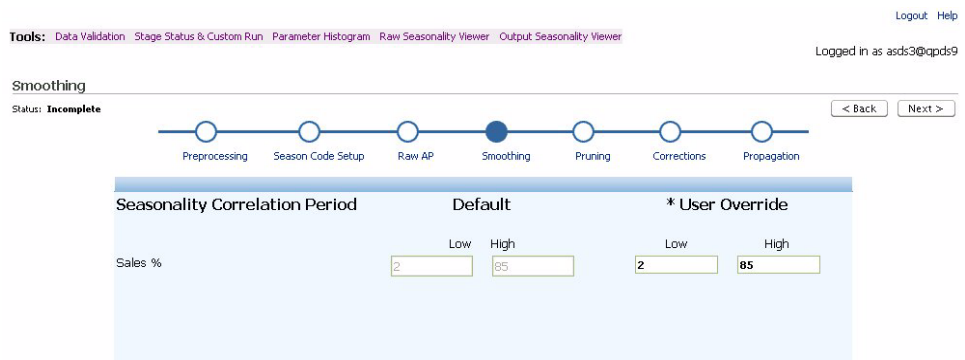 Logout Help
Tools: Data Validation Stage Status & Custom Run Parameter Histogram Raw Seasonality Viewer Output Seasonality Viewer
Logged in as asds3@qpds9
Smoothing
Status: Incomplete
< Back Next >
Preprocessing Season Code Setup Raw AP Smoothing Pruning Corrections Propagation
Seasonality Correlation Period Default * User Override
Low High Low High
Sales % 2 85 2 85